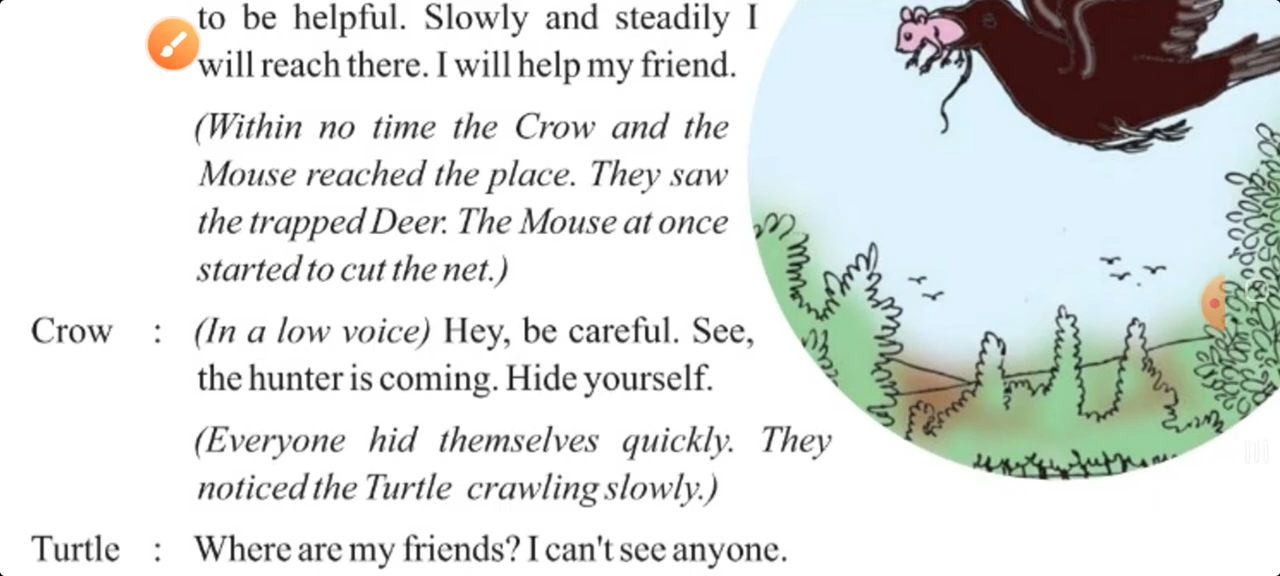 to be helpful. Slowly and steadily I
will reach there. I will help my friend.
(Within no time the Crow and the
Mouse reached the place. They saw
the trapped Deer. The Mouse at once
started to cut the net.)
Crow : (In a low voice) Hey, be careful. See,
the hunter is coming. Hide yourself.
(Everyone hid themselves quickly. They
noticed the Turtle crawling slowly.)
Turtle : Where are my friends? I can't see anyone.